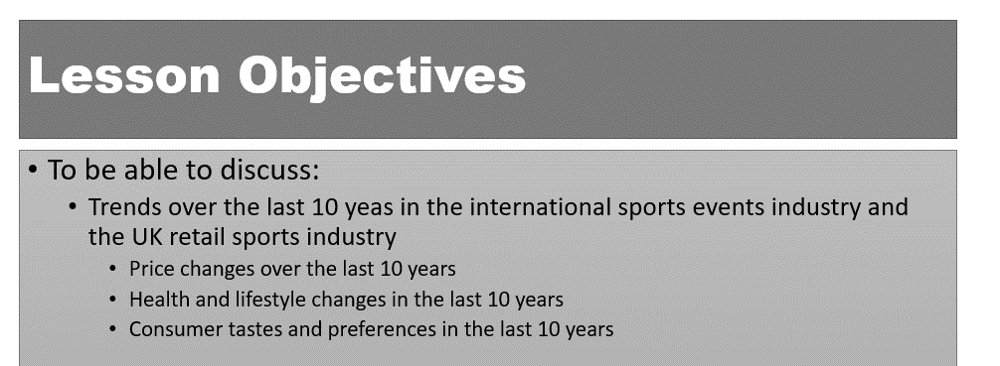 Lesson Objectives
• To be able to discuss:
• Trends over the last 10 yeas in the international sports events industry and
the UK retail sports industry
• Price changes over the last 10 years
• Health and lifestyle changes in the last 10 years
• Consumer tastes and preferences in the last 10 years